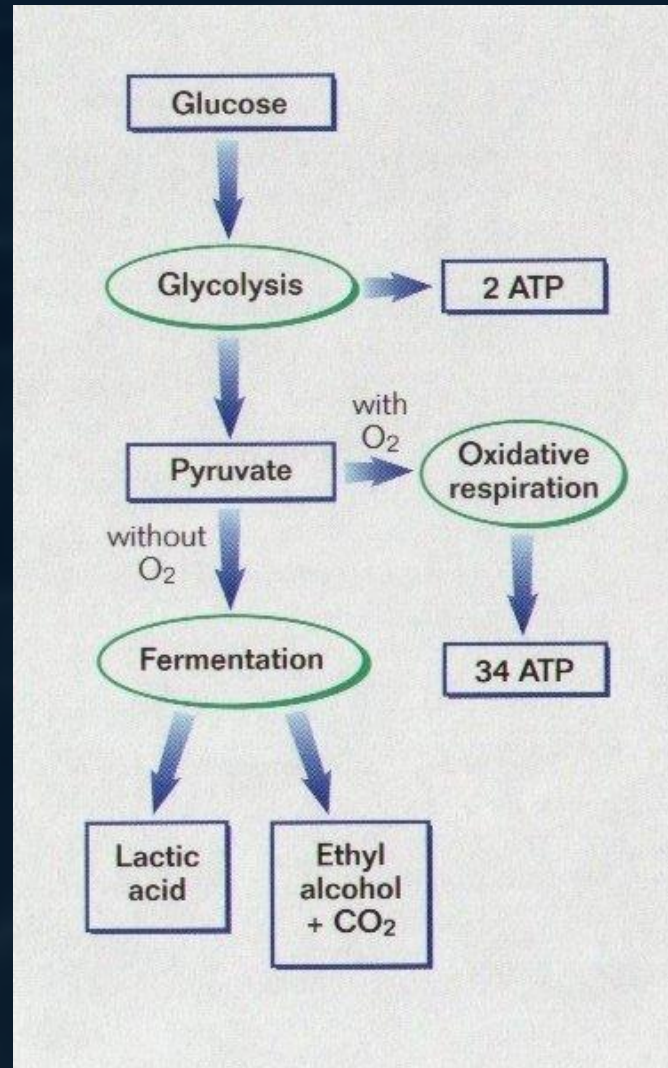 Glucose
Glycolysis
2 ATP
with
O₂
Pyruvate
Oxidative
respiration
without
O₂
Fermentation
34 ATP
Lactic
acid
Ethyl
alcohol
+ CO₂